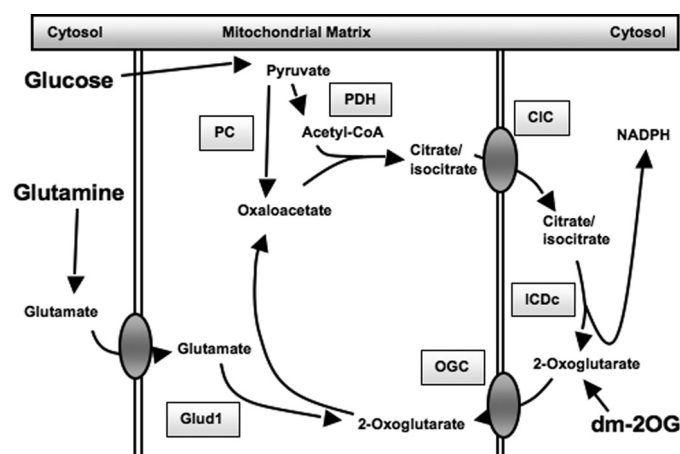 Cytosol
Mitochondrial Matrix
Cytosol
Glucose
Pyruvate
PDH
PC
CIC
Acetyl-CoA
NADPH
Citrate/
isocitrate
Glutamine
Oxaloacetate
Citrate/
isocitrate
ICDc
Glutamate
Glutamate
OGC
2-Oxoglutarate
Glud1
2-Oxoglutarate
dm-2OG